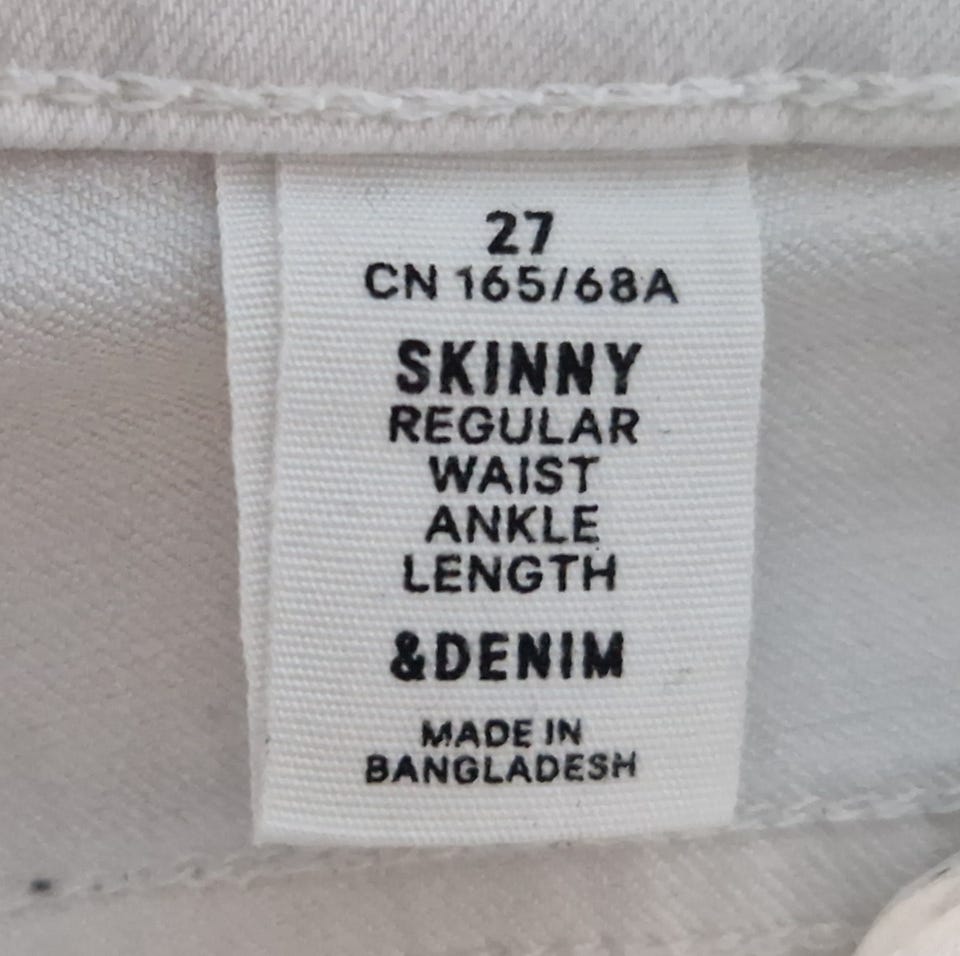 27
CN 165/68A
SKINNY
REGULAR
WAIST
ANKLE
LENGTH
&DENIM
MADE IN
BANGLADESH